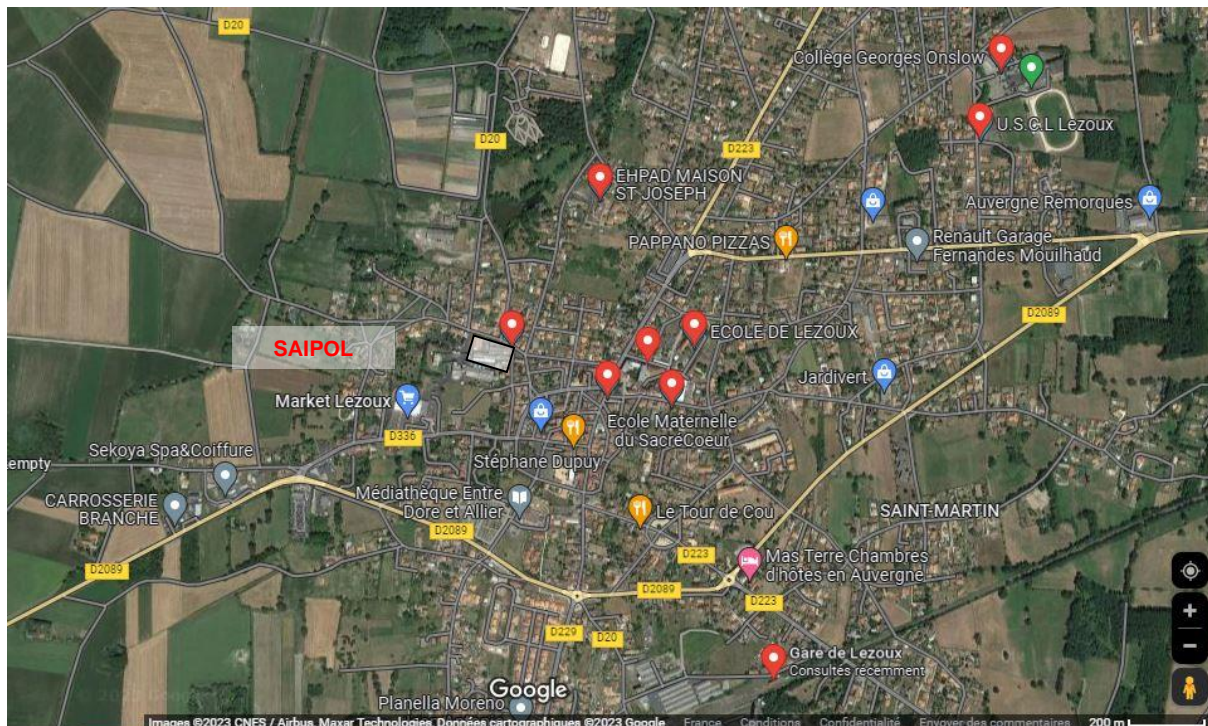 D20
Collège Georges Onslow
U.S.C.L Lezoux
D20
D223
EHPAD MAISON
ST JOSEPH
Auvergne Remorques
PAPPANO PIZZAS
Renault Garage
Fernandes Mouilhaud
D2089
SAIPOL
ECOLE DE LEZOUX
Jardivert
Market Lezoux
Ecole Maternelle
du SacréCoeur
D336
Sekoya Spa&Coiffure
Stéphane Dupuy
empty
CARROSSERIE
BRANCHE
Médiathèque Entre
Dore et Allier
Le Tour de Cou
SAINT-MARTIN
D2089
D223
Mas Terre Chambres
d'hôtes en Auvergne
D2089
D2089
D223
D229
D20
Gare de Lezoux
Consultés récemment
Google
Planella Moreno
Images ©2023 CNES / Airbus, Maxar Technologies, Données cartographiques ©2023 Google France Conditions Confidentialité Envoyer des commentaires 200 m